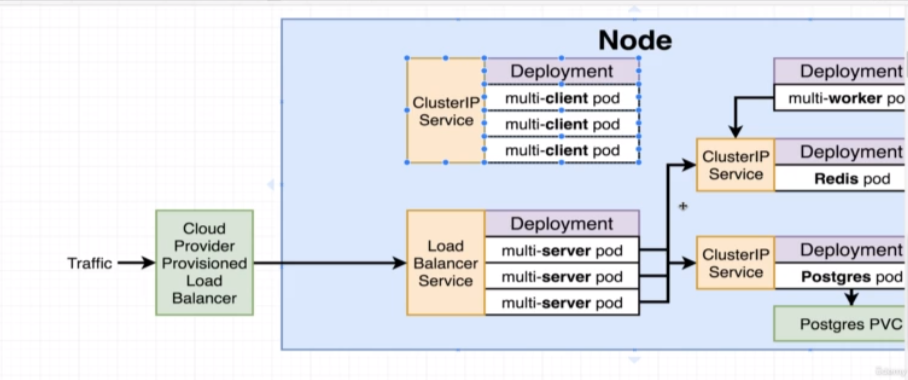 Node
ClusterIP
Service
Deployment
multi-client pod
multi-client pod
multi-client pod
Deployment
multi-worker po
ClusterIP
Service
Deployment
Redis pod
Traffic
Cloud
Provider
Provisioned
Load
Balancer
Load
Balancer
Service
Deployment
multi-server pod
multi-server pod
multi-server pod
ClusterIP
Service
Deployment
Postgres pod
Postgres PVC